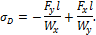 σ_D = −F_y l / W_x + F_x l / W_y.